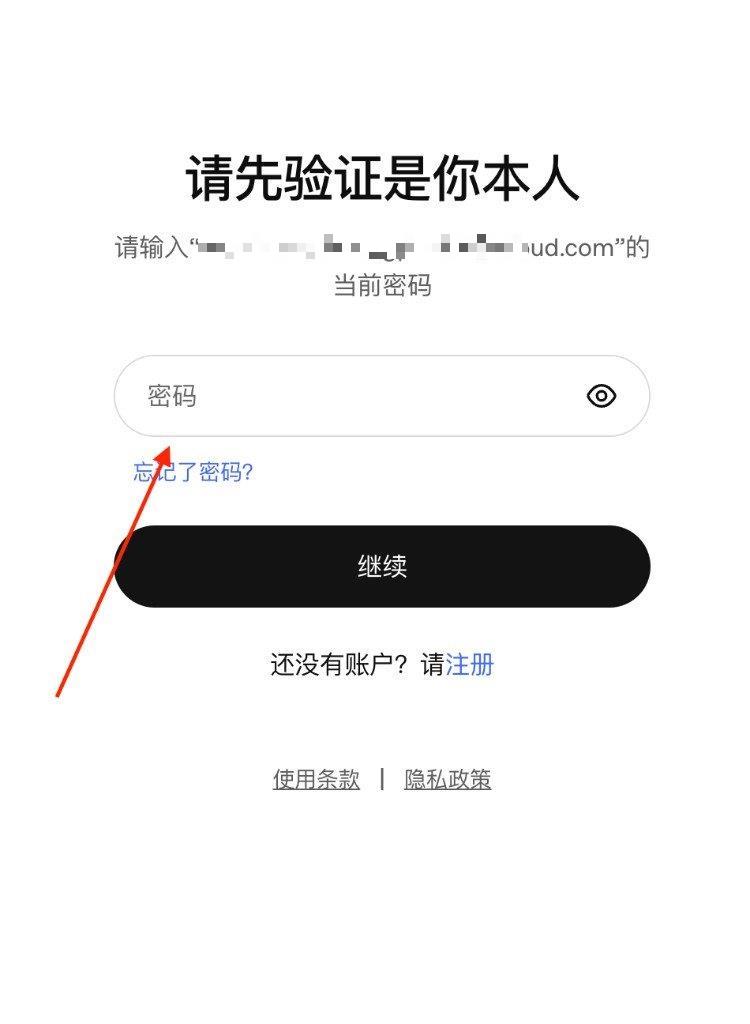 请先验证是你本人
请输入“ ud.com”的
当前密码
密码
忘记了密码?
继续
还没有账户？请注册
使用条款 | 隐私政策